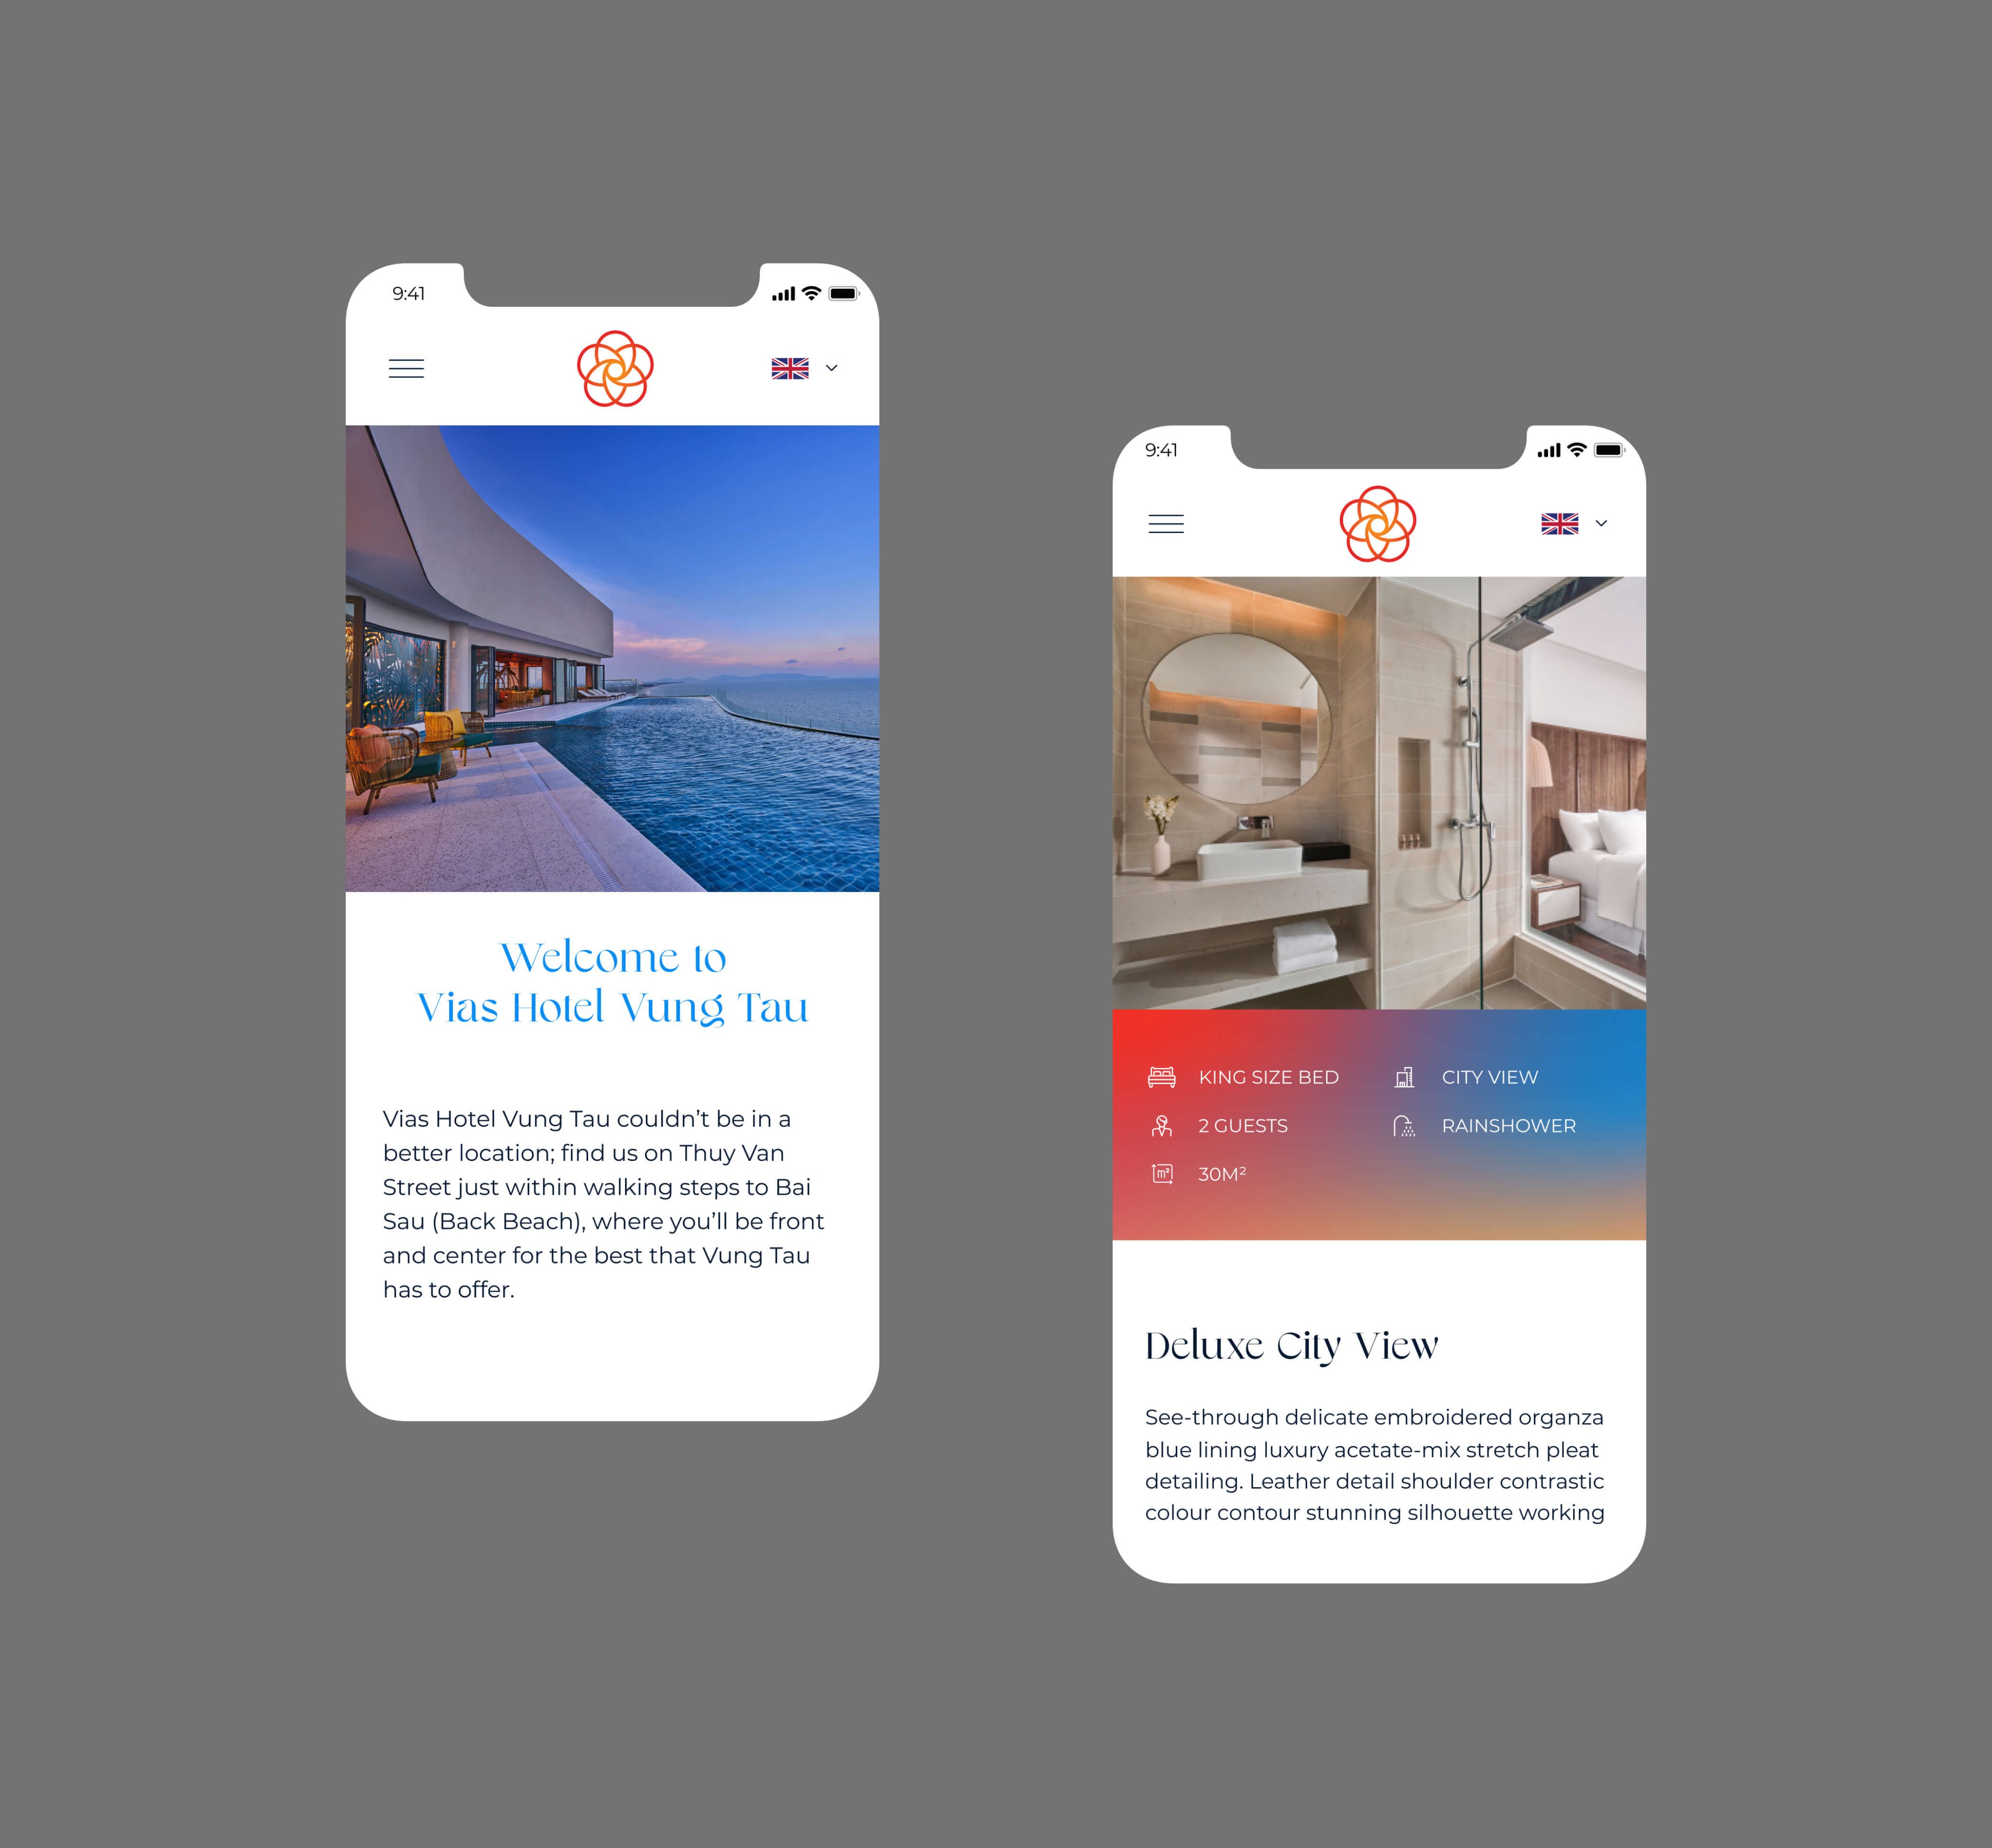 9:41
Welcome to
Vias Hotel Vung Tau
Vias Hotel Vung Tau couldn’t be in a
better location; find us on Thuy Van
Street just within walking steps to Bai
Sau (Back Beach), where you’ll be front
and center for the best that Vung Tau
has to offer.
9:41
KING SIZE BED
CITY VIEW
2 GUESTS
RAINSHOWER
m²
30M²
Deluxe City View
See-through delicate embroidered organza
blue lining luxury acetate-mix stretch pleat
detailing. Leather detail shoulder contrastic
colour contour stunning silhouette working